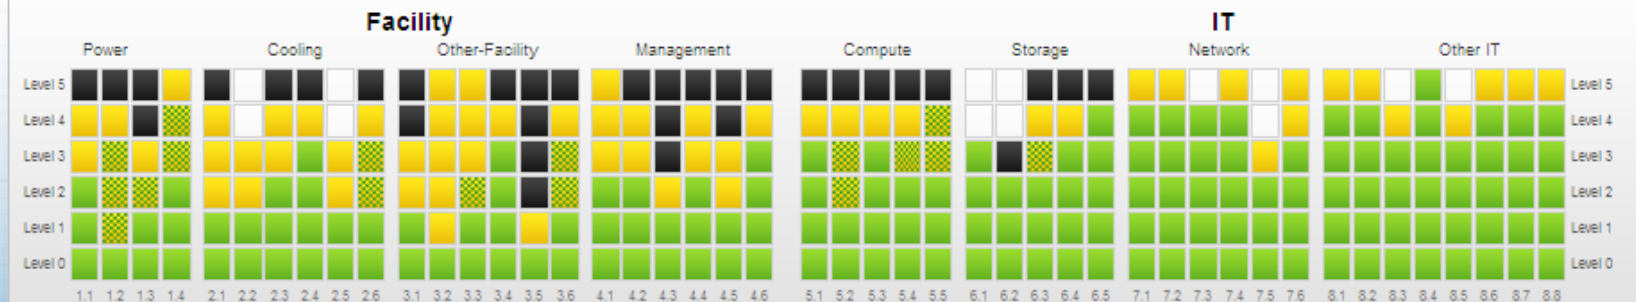 Facility IT
Power Cooling Other-Facility Management Compute Storage Network Other IT
Level 5 Level 5
Level 4 Level 4
Level 3 Level 3
Level 2 Level 2
Level 1 Level 1
Level 0 Level 0
1.1 1.2 1.3 1.4 2.1 2.2 2.3 2.4 2.5 2.6 3.1 3.2 3.3 3.4 3.5 3.6 4.1 4.2 4.3 4.4 4.5 4.6 5.1 5.2 5.3 5.4 5.5 6.1 6.2 6.3 6.4 6.5 7.1 7.2 7.3 7.4 7.5 7.6 8.1 8.2 8.3 8.4 8.5 8.6 8.7 8.8